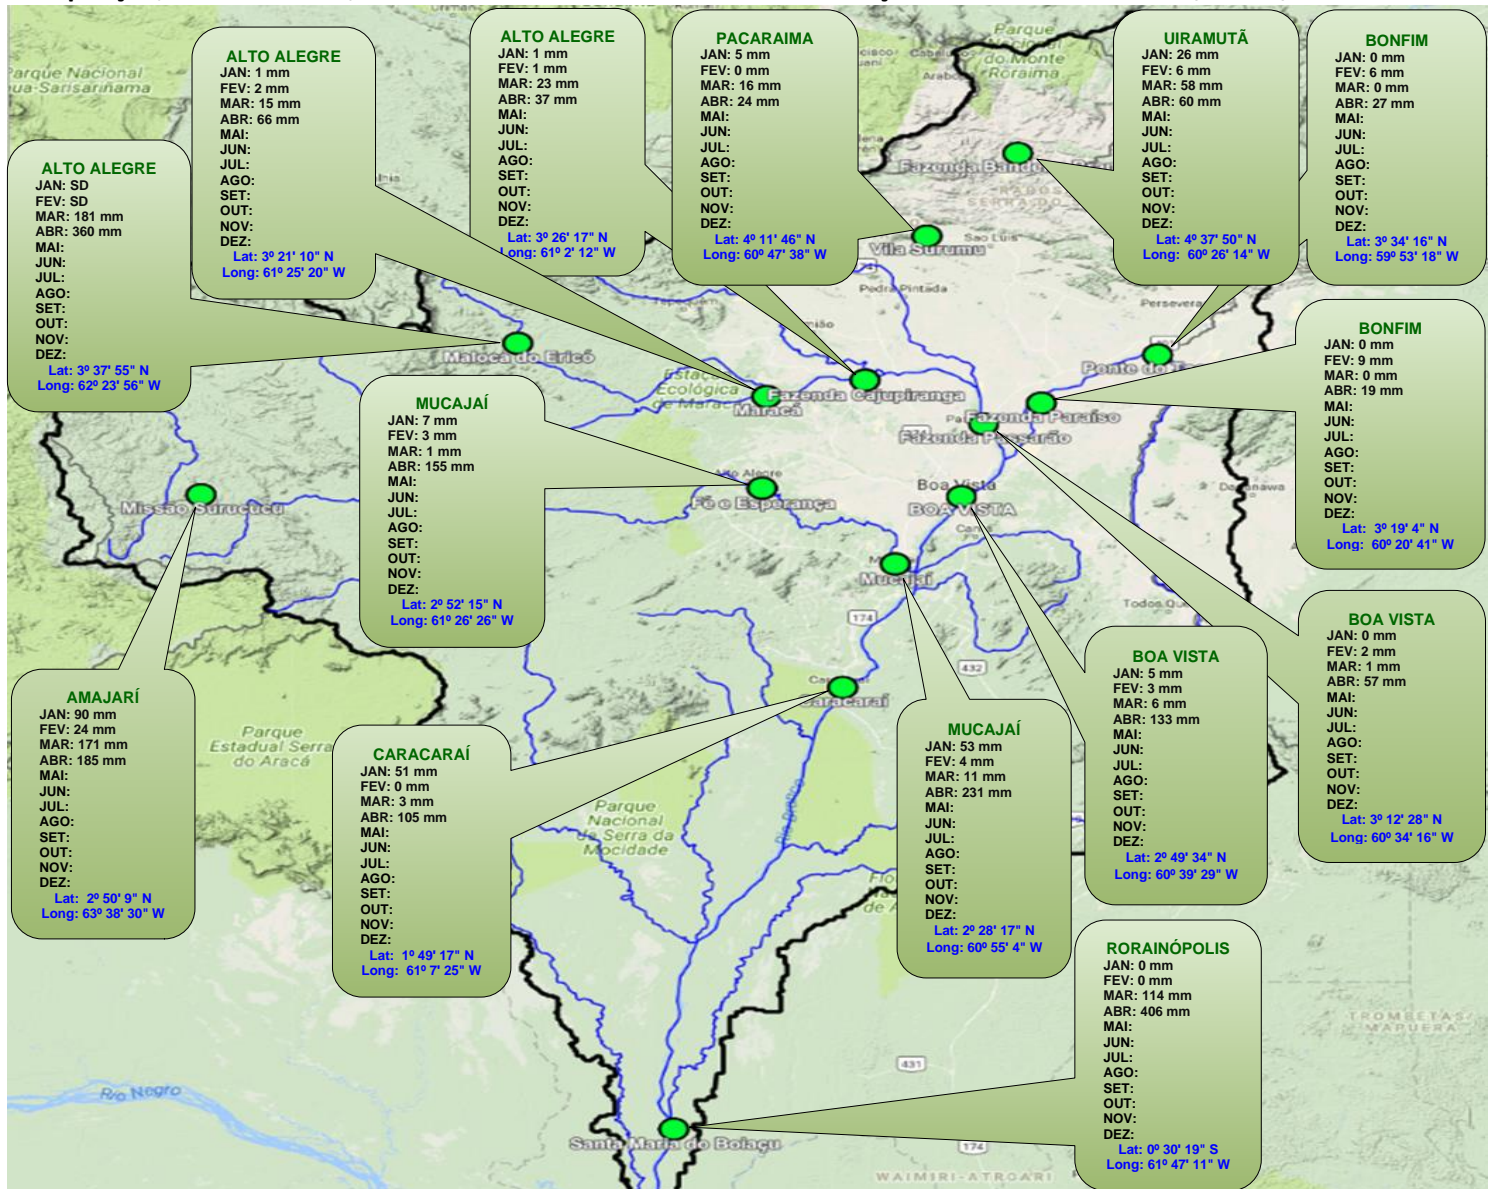 ALTO ALEGRE
JAN: 1 mm
FEV: 2 mm
MAR: 15 mm
ABR: 66 mm
MAI:
JUN:
JUL:
AGO:
SET:
OUT:
NOV:
DEZ:
Lat: 3º 21' 10" N
Long: 61º 25' 20" W
ALTO ALEGRE
JAN: 1 mm
FEV: 1 mm
MAR: 23 mm
ABR: 37 mm
MAI:
JUN:
JUL:
AGO:
SET:
OUT:
NOV:
DEZ:
Lat: 3º 26' 17" N
Long: 61º 2' 12" W
PACARAIMA
JAN: 5 mm
FEV: 0 mm
MAR: 16 mm
ABR: 24 mm
MAI:
JUN:
JUL:
AGO:
SET:
OUT:
NOV:
DEZ:
Lat: 4º 11' 46" N
Long: 60º 47' 38" W
UIRAMUTÃ
JAN: 26 mm
FEV: 6 mm
MAR: 58 mm
ABR: 60 mm
MAI:
JUN:
JUL:
AGO:
SET:
OUT:
NOV:
DEZ:
Lat: 4º 37' 50" N
Long: 60º 26' 14" W
BONFIM
JAN: 0 mm
FEV: 6 mm
MAR: 0 mm
ABR: 27 mm
MAI:
JUN:
JUL:
AGO:
SET:
OUT:
NOV:
DEZ:
Lat: 3º 34' 16" N
Long: 59º 53' 18" W
ALTO ALEGRE
JAN: SD
FEV: SD
MAR: 181 mm
ABR: 360 mm
MAI:
JUN:
JUL:
AGO:
SET:
OUT:
NOV:
DEZ:
Lat: 3º 37' 55" N
Long: 62º 23' 56" W
BONFIM
JAN: 0 mm
FEV: 9 mm
MAR: 0 mm
ABR: 19 mm
MAI:
JUN:
JUL:
AGO:
SET:
OUT:
NOV:
DEZ:
Lat: 3º 19' 4" N
Long: 60º 20' 41" W
MUCAJAÍ
JAN: 7 mm
FEV: 3 mm
MAR: 1 mm
ABR: 155 mm
MAI:
JUN:
JUL:
AGO:
SET:
OUT:
NOV:
DEZ:
Lat: 2º 52' 15" N
Long: 61º 26' 26" W
BOA VISTA
JAN: 0 mm
FEV: 2 mm
MAR: 1 mm
ABR: 57 mm
MAI:
JUN:
JUL:
AGO:
SET:
OUT:
NOV:
DEZ:
Lat: 3º 12' 28" N
Long: 60º 34' 16" W
BOA VISTA
JAN: 5 mm
FEV: 3 mm
MAR: 6 mm
ABR: 133 mm
MAI:
JUN:
JUL:
AGO:
SET:
OUT:
NOV:
DEZ:
Lat: 2º 49' 34" N
Long: 60º 39' 29" W
AMAJARÍ
JAN: 90 mm
FEV: 24 mm
MAR: 171 mm
ABR: 185 mm
MAI:
JUN:
JUL:
AGO:
SET:
OUT:
NOV:
DEZ:
Lat: 2º 50' 9" N
Long: 63º 38' 30" W
CARACARAÍ
JAN: 51 mm
FEV: 0 mm
MAR: 3 mm
ABR: 105 mm
MAI:
JUN:
JUL:
AGO:
SET:
OUT:
NOV:
DEZ:
Lat: 1º 49' 17" N
Long: 61º 7' 25" W
MUCAJAÍ
JAN: 53 mm
FEV: 4 mm
MAR: 11 mm
ABR: 231 mm
MAI:
JUN:
JUL:
AGO:
SET:
OUT:
NOV:
DEZ:
Lat: 2º 28' 17" N
Long: 60º 55' 4" W
RORAINÓPOLIS
JAN: 0 mm
FEV: 0 mm
MAR: 114 mm
ABR: 406 mm
MAI:
JUN:
JUL:
AGO:
SET:
OUT:
NOV:
DEZ:
Lat: 0º 30' 19" S
Long: 61º 47' 11" W
Parque Nacional
Parque
do Monte
Roraima
Fazenda
Vila Surumu
Sao Luis
Pedra Pintada
Maloca do Ericó
Ponte do
Ecológica
de Maracá
Maracá
Fazenda Cajupiranga
Fazenda Paraíso
Fazenda Passarão
Alto Alegre
Fé e Esperança
Boa Vista
BOA VISTA
Missão Surucucu
Mucajaí
174
432
Caracaraí
Parque
Estadual Serra
do Aracá
Parque
Nacional
da Serra da
Mocidade
Rio Branco
Rio Negro
431
TROMBETAS/
MAPUERA
Santa Maria do Boiaçu
174
WAIMIRI-ATROARI